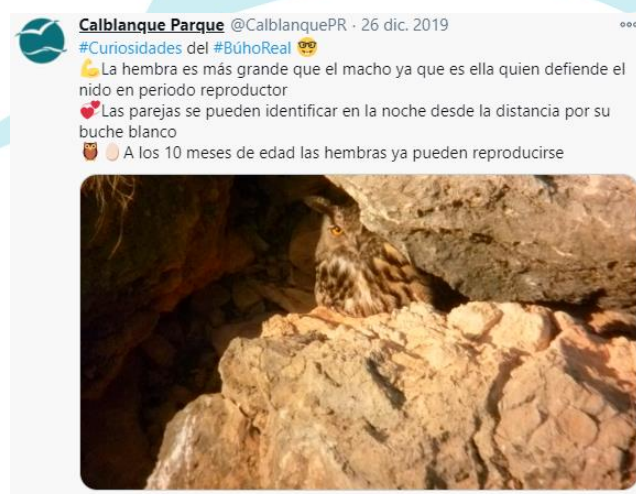 Calblanque Parque @CalblanquePR · 26 dic. 2019
#Curiosidades del #BúhoReal 🤓
💪La hembra es más grande que el macho ya que es ella quien defiende el
nido en periodo reproductor
💞Las parejas se pueden identificar en la noche desde la distancia por su
buche blanco
🦉🥚A los 10 meses de edad las hembras ya pueden reproducirse